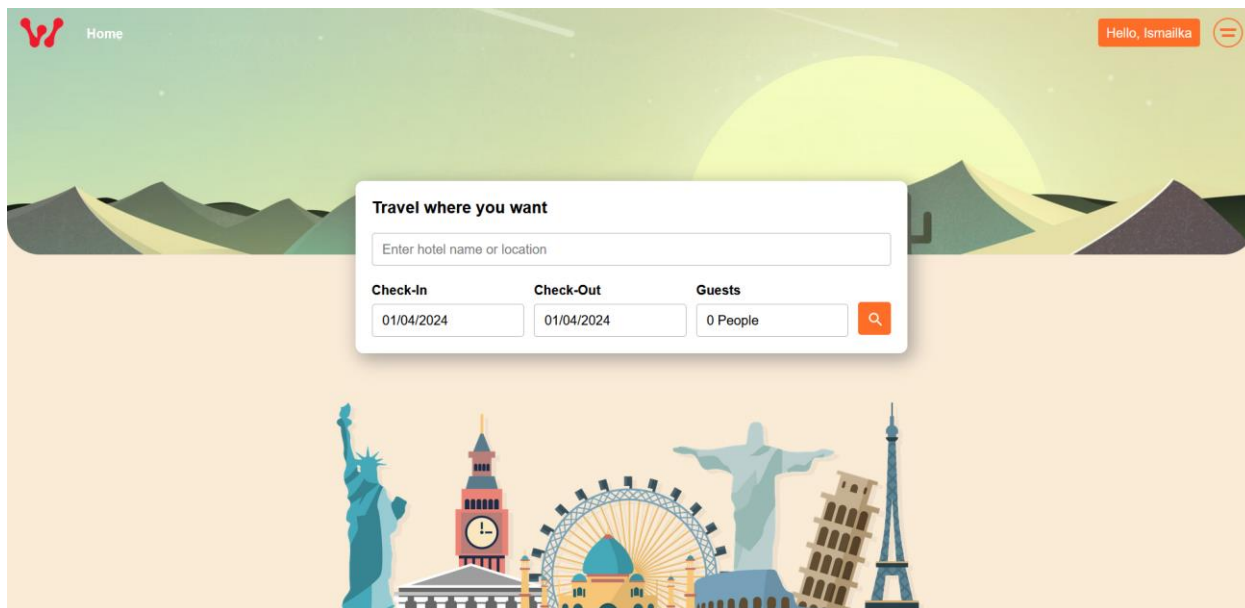 Home
Hello, Ismailka
Travel where you want
Enter hotel name or location
Check-In Check-Out Guests
01/04/2024 01/04/2024 0 People